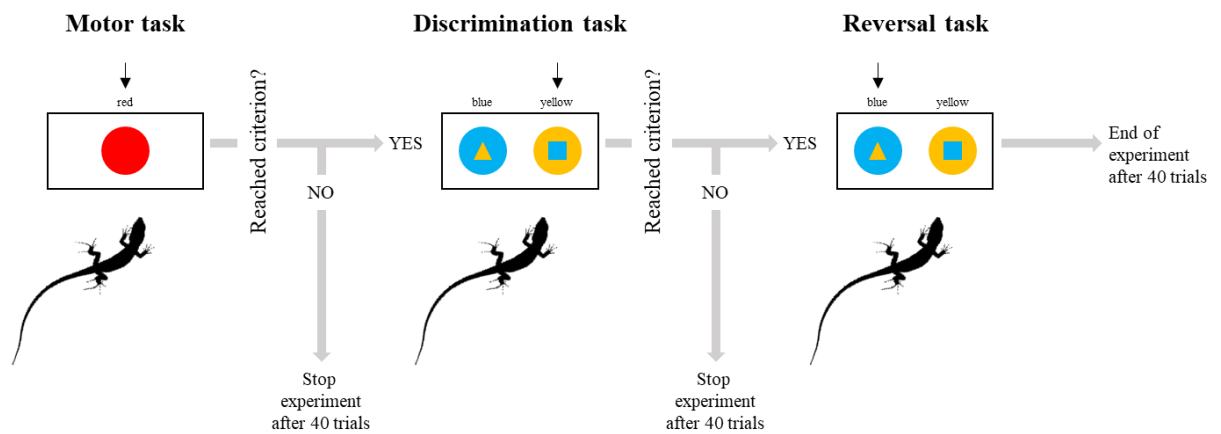 Motor task
Discrimination task
Reversal task
red
Reached criterion?
YES
NO
Stop
experiment
after 40 trials
blue
yellow
Reached criterion?
YES
NO
Stop
experiment
after 40 trials
blue
yellow
End of
experiment
after 40 trials